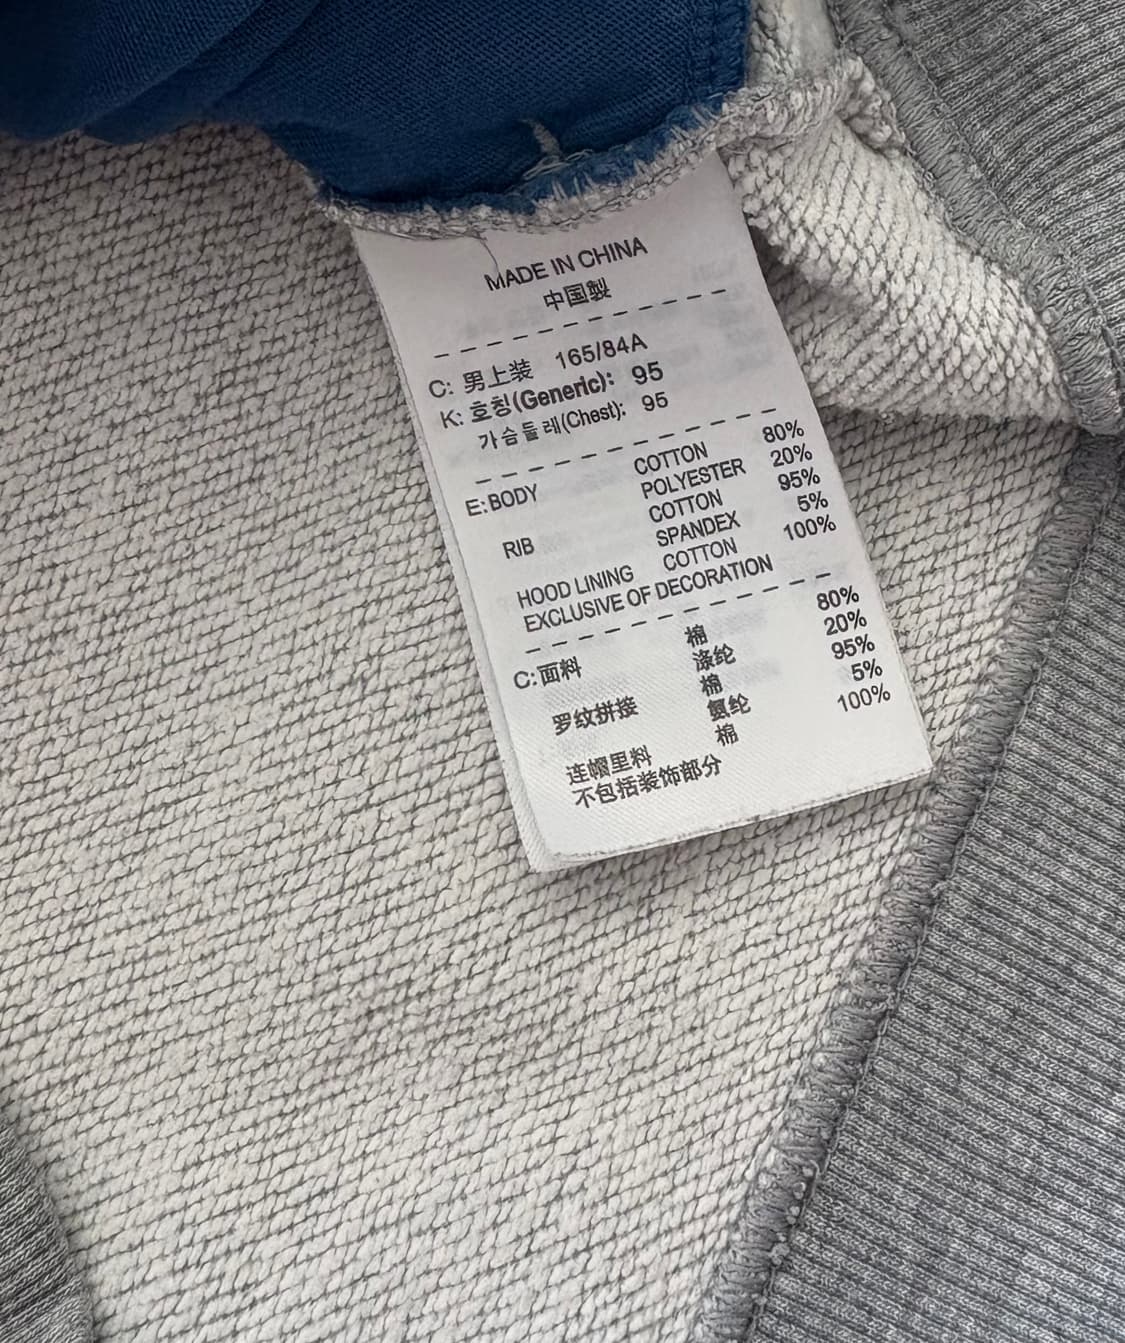 MADE IN CHINA
中国製
C: 男上装 165/84A
K: 호칭(Generic): 95
가슴둘레(Chest): 95
E:BODY COTTON 80%
POLYESTER 20%
RIB COTTON 95%
SPANDEX 5%
HOOD LINING COTTON 100%
EXCLUSIVE OF DECORATION
C:面料 棉 80%
涤纶 20%
罗纹拼接 棉 95%
氨纶 5%
连帽里料 棉 100%
不包括装饰部分